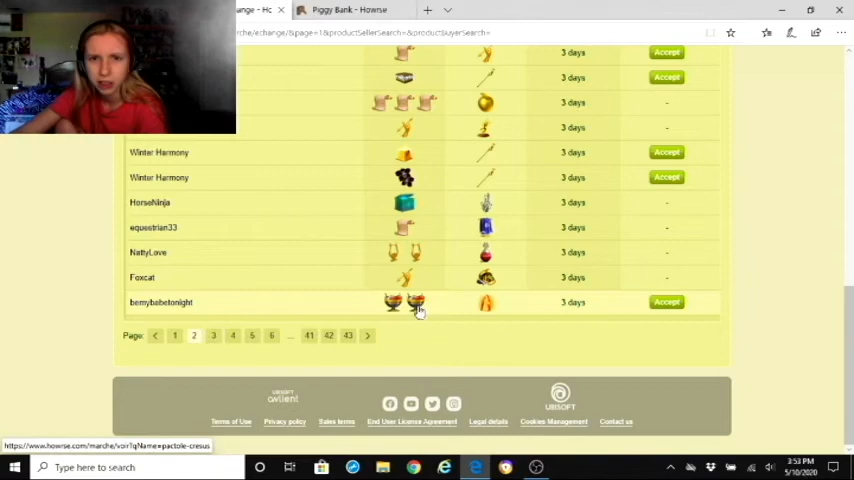 ange - Ho
Piggy Bank - Howrse
arche/echange/&page=1&productSellerSearch=&productBuyerSearch=
3 days Accept
3 days Accept
3 days -
3 days -
Winter Harmony 3 days Accept
Winter Harmony 3 days Accept
HorseNinja 3 days -
equestrian33 3 days -
NattyLove 3 days -
Foxcat 3 days -
bemybabetonight 3 days Accept
Page: < 1 2 3 4 5 6 ... 41 42 43 >
UBISOFT
UBISOFT
Terms of Use Privacy policy Sales terms End User License Agreement Legal details Cookies Management Contact us
https://www.howrse.com/marche/voir?qName=pactole-cresus
Type here to search
3:53 PM
5/10/2020